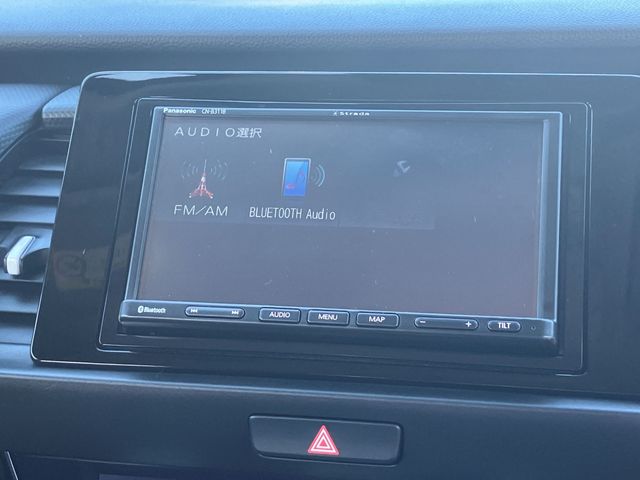 Panasonic CN-B311B Strada
AUDIO選択
FM/AM BLUETOOTH Audio
Bluetooth AUDIO MENU MAP − + TILT